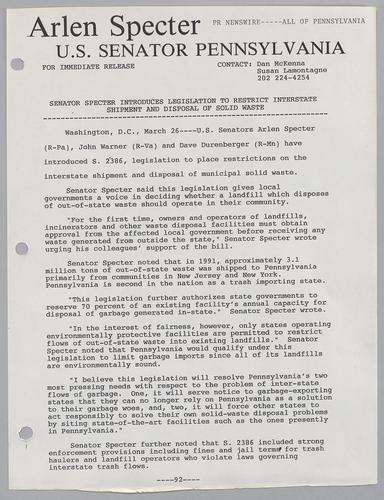 Arlen Specter
PR NEWSWIRE-----ALL OF PENNSYLVANIA
U.S. SENATOR PENNSYLVANIA
FOR IMMEDIATE RELEASE
CONTACT: Dan McKenna
Susan Lamontagne
202 224-4254
SENATOR SPECTER INTRODUCES LEGISLATION TO RESTRICT INTERSTATE
SHIPMENT AND DISPOSAL OF SOLID WASTE
Washington, D.C., March 26----U.S. Senators Arlen Specter
(R-Pa), John Warner (R-Va) and Dave Durenberger (R-Mn) have
introduced S. 2386, legislation to place restrictions on the
interstate shipment and disposal of municipal solid waste.
Senator Specter said this legislation gives local
governments a voice in deciding whether a landfill which disposes
of out-of-state waste should operate in their community.
"For the first time, owners and operators of landfills,
incinerators and other waste disposal facilities must obtain
approval from the affected local government before receiving any
waste generated from outside the state," Senator Specter wrote
urging his colleagues' support of the bill.
Senator Specter noted that in 1991, approximately 3.1
million tons of out-of-state waste was shipped to Pennsylvania
primarily from communities in New Jersey and New York.
Pennsylvania is second in the nation as a trash importing state.
"This legislation further authorizes state governments to
reserve 70 percent of an existing facility's annual capacity for
disposal of garbage generated in-state." Senator Specter wrote.
"In the interest of fairness, however, only states operating
environmentally protective facilities are permitted to restrict
flows of out-of-state waste into existing landfills." Senator
Specter noted that Pennsylvania would qualify under this
legislation to limit garbage imports since all of its landfills
are environmentally sound.
"I believe this legislation will resolve Pennsylvania's two
most pressing needs with respect to the problem of inter-state
flows of garbage. One, it will serve notice to garbage-exporting
states that they can no longer rely on Pennsylvania as a solution
to their garbage woes, and, two, it will force other states to
act responsibly to solve their own solid-waste disposal problems
by siting state-of-the-art facilities such as the ones presently
in Pennsylvania."
Senator Specter further noted that S. 2386 included strong
enforcement provisions including fines and jail terms for trash
haulers and landfill operators who violate laws governing
interstate trash flows.
----92----